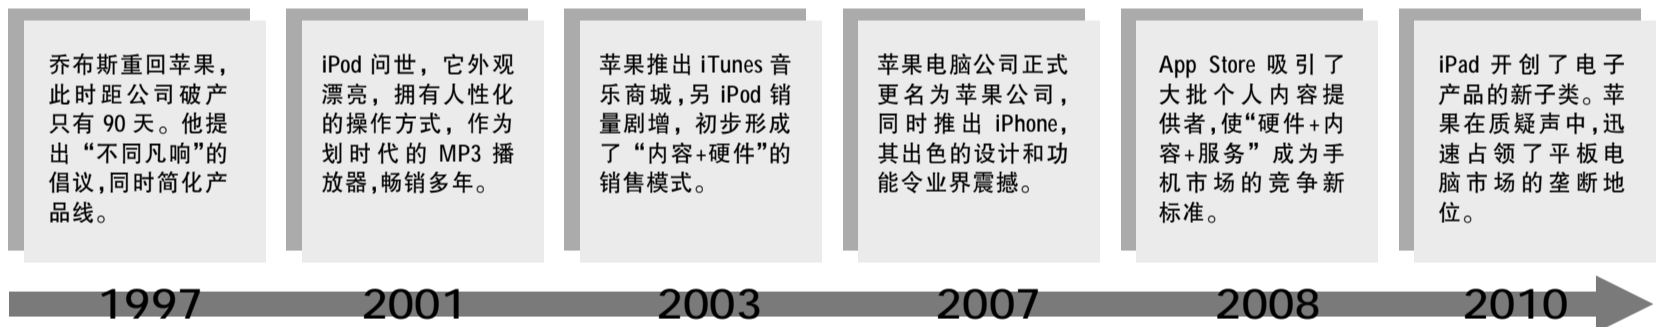 乔布斯重回苹果，
此时距公司破产
只有 90 天。他提
出“不同凡响”的
倡议,同时简化产
品线。
iPod 问世，它外观
漂亮，拥有人性化
的操作方式，作为
划时代的 MP3 播
放器,畅销多年。
苹果推出 iTunes 音
乐商城,另 iPod 销
量剧增，初步形成
了“内容+硬件”的
销售模式。
苹果电脑公司正式
更名为苹果公司，
同时推出 iPhone,
其出色的设计和功
能令业界震撼。
App Store 吸引了
大批个人内容提
供者,使“硬件+内
容+服务”成为手
机市场的竞争新
标准。
iPad 开创了电子
产品的新子类。苹
果在质疑声中,迅
速占领了平板电
脑市场的垄断地
位。
1997
2001
2003
2007
2008
2010